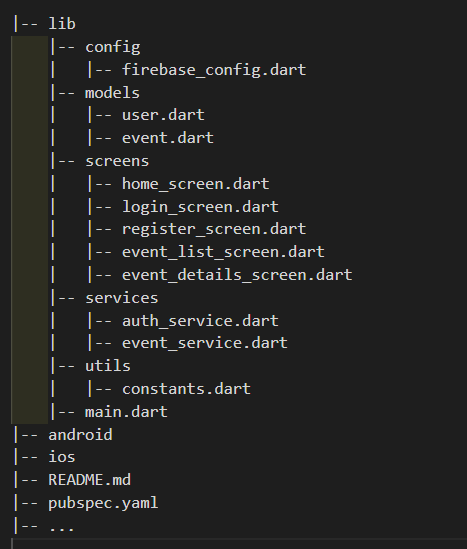 |-- lib
    |-- config
    |   |-- firebase_config.dart
    |-- models
    |   |-- user.dart
    |   |-- event.dart
    |-- screens
    |   |-- home_screen.dart
    |   |-- login_screen.dart
    |   |-- register_screen.dart
    |   |-- event_list_screen.dart
    |   |-- event_details_screen.dart
    |-- services
    |   |-- auth_service.dart
    |   |-- event_service.dart
    |-- utils
    |   |-- constants.dart
    |-- main.dart
|-- android
|-- ios
|-- README.md
|-- pubspec.yaml
|-- ...